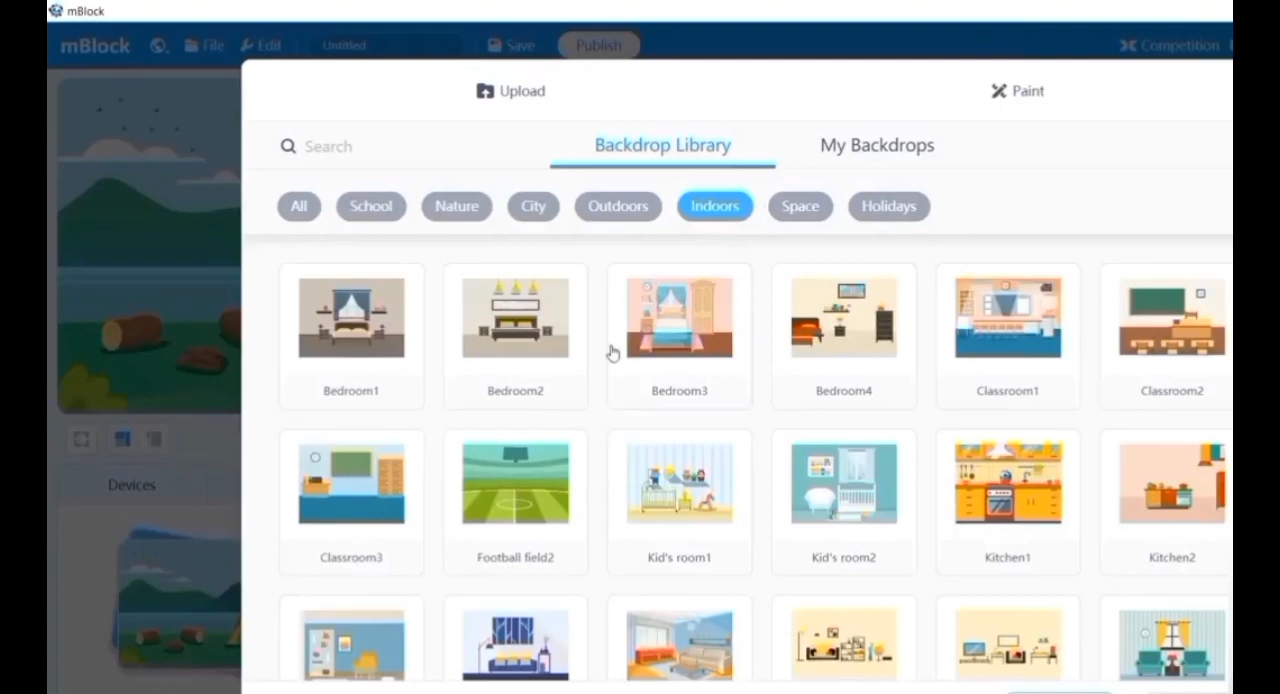 mBlock
mBlock File Edit Untitled Save Publish Competition
Upload Paint
Search Backdrop Library My Backdrops
All School Nature City Outdoors Indoors Space Holidays
Bedroom1 Bedroom2 Bedroom3 Bedroom4 Classroom1 Classroom2
Devices
Classroom3 Football field2 Kid's room1 Kid's room2 Kitchen1 Kitchen2